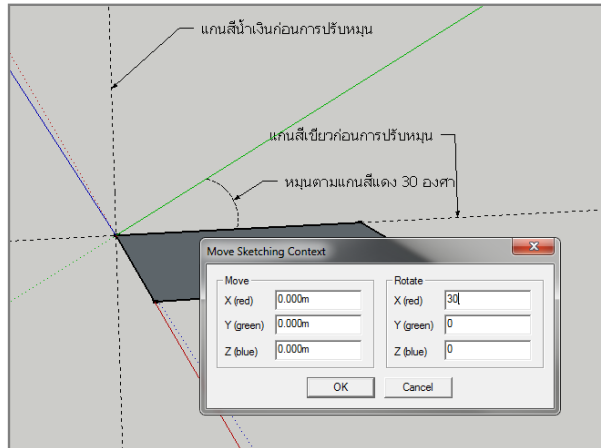 แกนสีน้ำเงินก่อนการปรับหมุน
แกนสีเขียวก่อนการปรับหมุน
หมุนตามแกนสีแดง 30 องศา
Move Sketching Context
Move
X (red) 0.000m
Y (green) 0.000m
Z (blue) 0.000m
Rotate
X (red) 30
Y (green) 0
Z (blue) 0
OK
Cancel